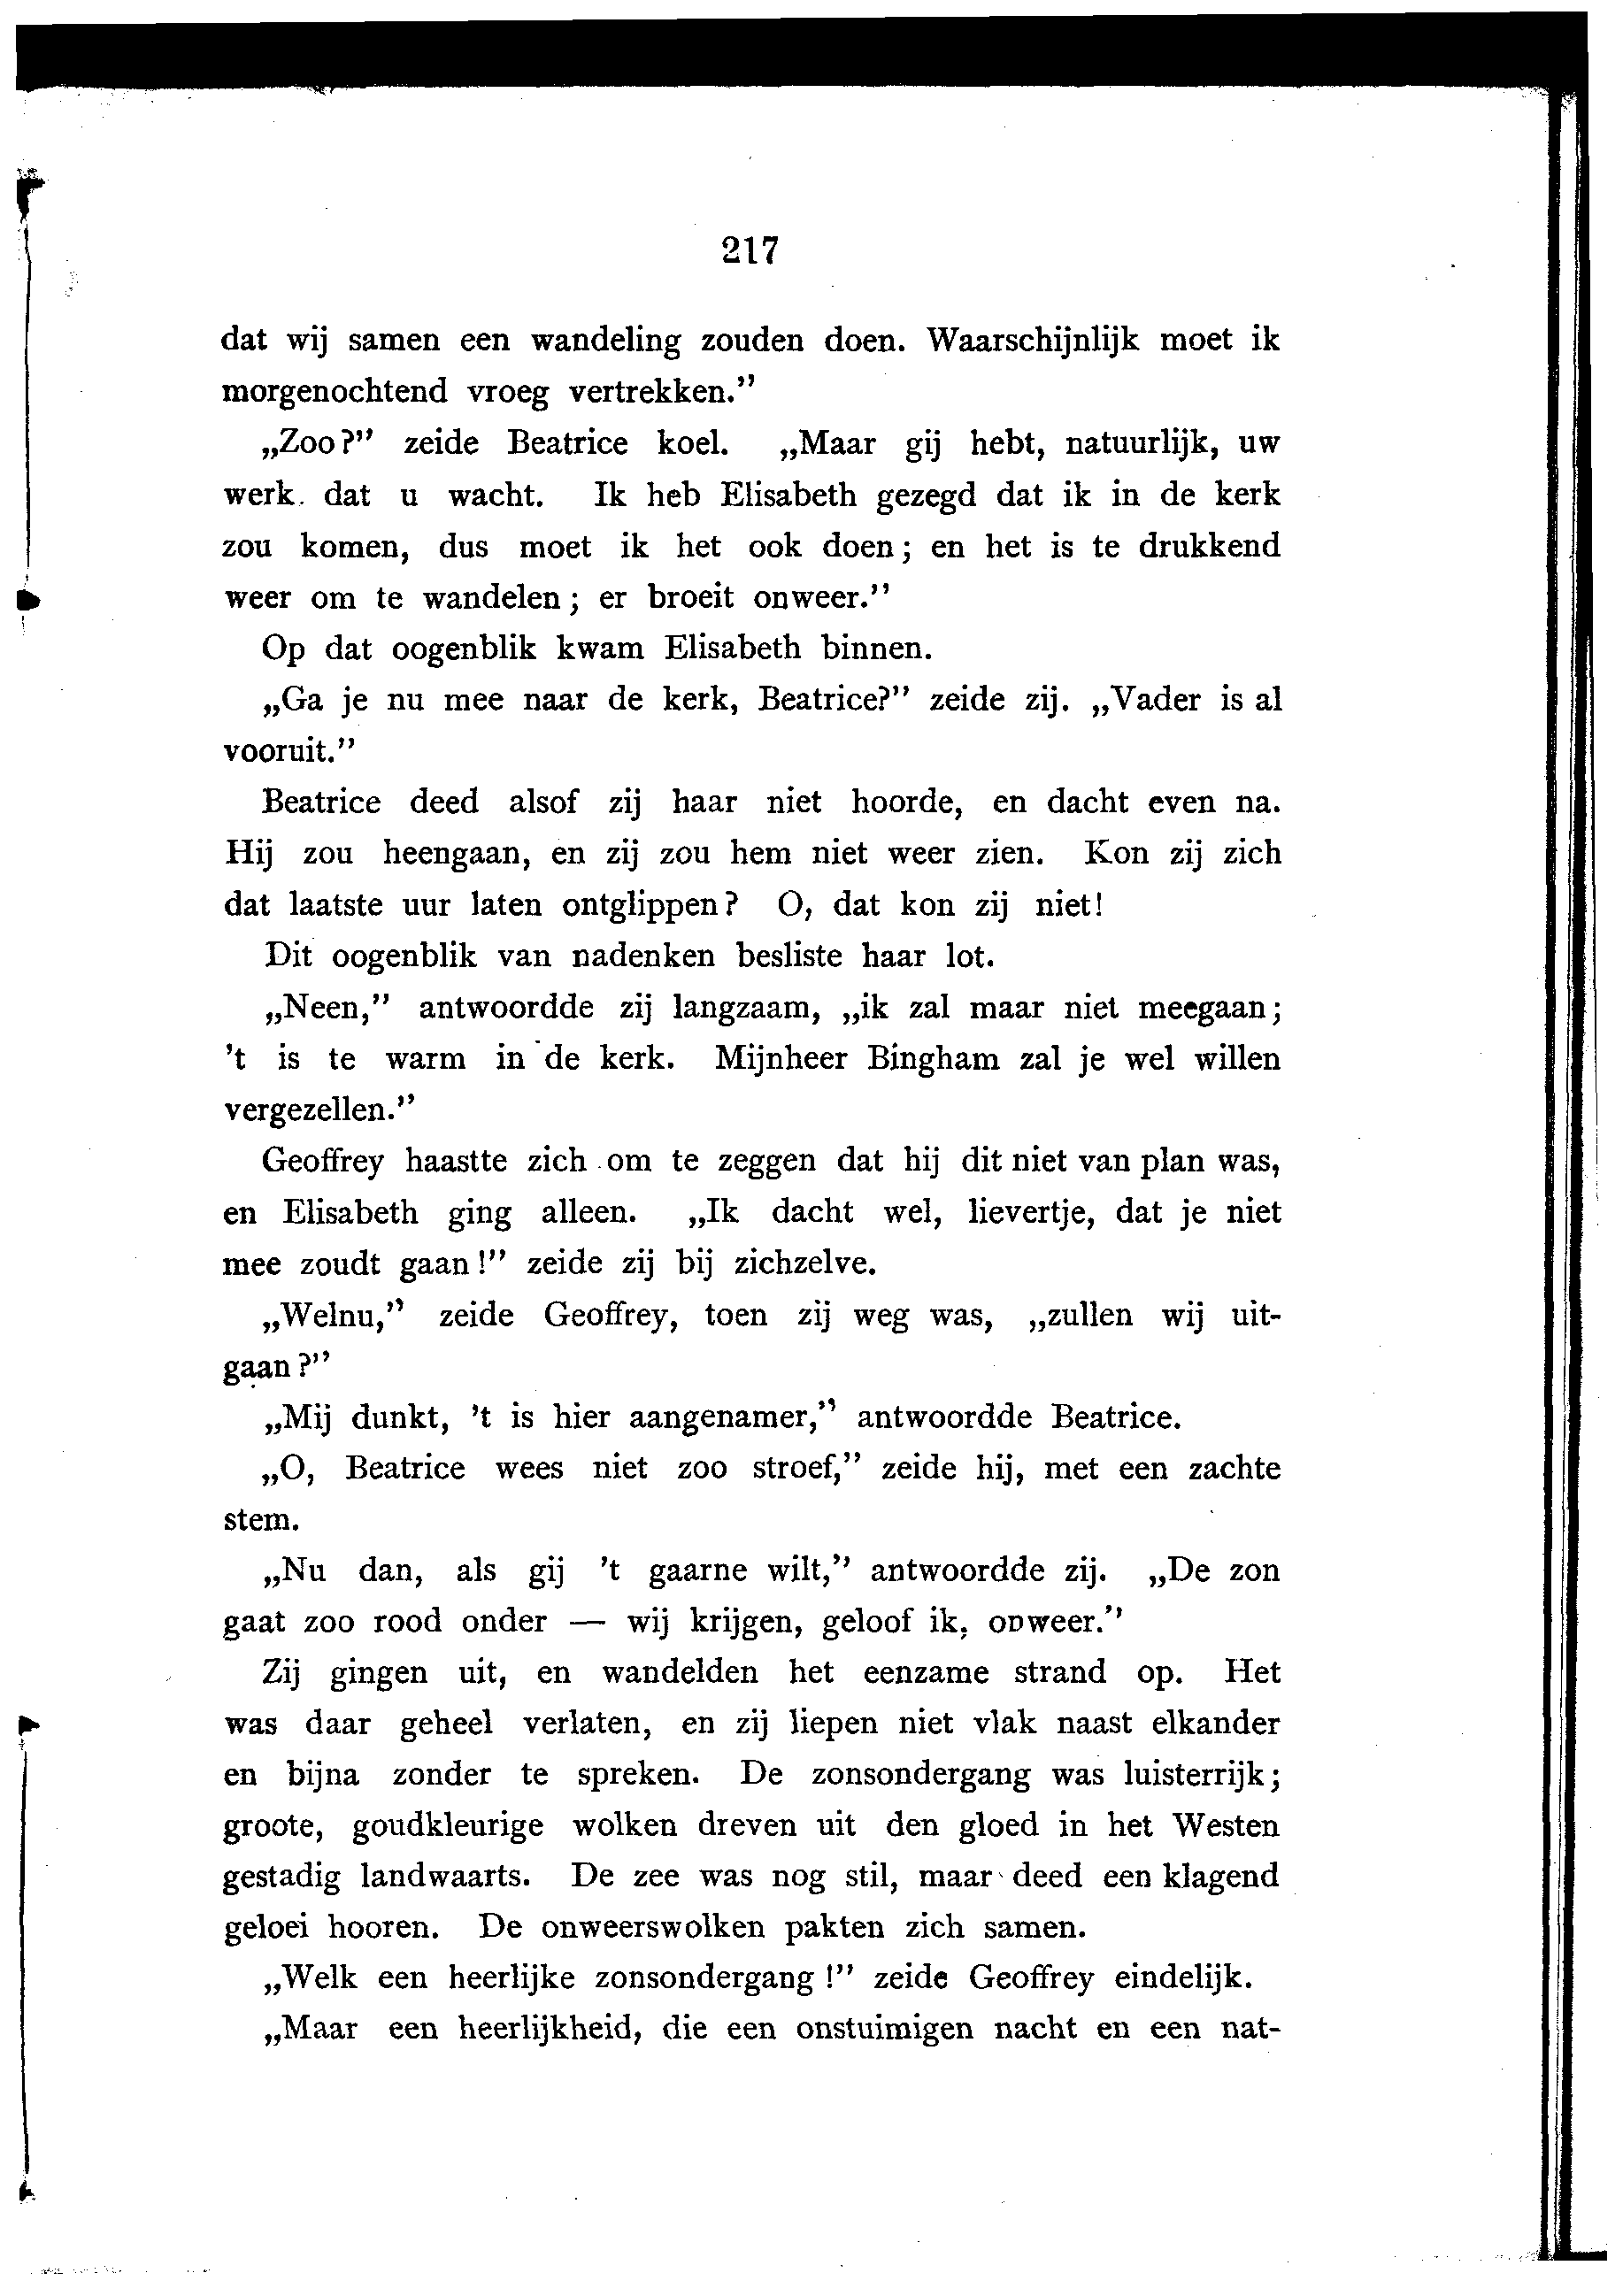 217
dat wij samen een wandeling zouden doen. Waarschijnlijk moet ik
morgenochtend vroeg vertrekken.”
„Zoo?” zeide Beatrice koel. „Maar gij hebt, natuurlijk, uw
werk. dat u wacht. Ik heb Elisabeth gezegd dat ik in de kerk
zou komen, dus moet ik het ook doen; en het is te drukkend
weer om te wandelen; er broeit onweer.”
Op dat oogenblik kwam Elisabeth binnen.
„Ga je nu mee naar de kerk, Beatrice?” zeide zij. „Vader is al
vooruit.”
Beatrice deed alsof zij haar niet hoorde, en dacht even na.
Hij zou heengaan, en zij zou hem niet weer zien. Kon zij zich
dat laatste uur laten ontglippen? O, dat kon zij niet!
Dit oogenblik van nadenken besliste haar lot.
„Neen,” antwoordde zij langzaam, „ik zal maar niet meegaan;
’t is te warm in de kerk. Mijnheer Bingham zal je wel willen
vergezellen.”
Geoffrey haastte zich om te zeggen dat hij dit niet van plan was,
en Elisabeth ging alleen. „Ik dacht wel, lievertje, dat je niet
mee zoudt gaan!” zeide zij bij zichzelve.
„Welnu,” zeide Geoffrey, toen zij weg was, „zullen wij uit-
gaan?”
„Mij dunkt, ’t is hier aangenamer,” antwoordde Beatrice.
„O, Beatrice wees niet zoo stroef,” zeide hij, met een zachte
stem.
„Nu dan, als gij ’t gaarne wilt,” antwoordde zij. „De zon
gaat zoo rood onder — wij krijgen, geloof ik, onweer.”
Zij gingen uit, en wandelden het eenzame strand op. Het
was daar geheel verlaten, en zij liepen niet vlak naast elkander
en bijna zonder te spreken. De zonsondergang was luisterrijk;
groote, goudkleurige wolken dreven uit den gloed in het Westen
gestadig landwaarts. De zee was nog stil, maar deed een klagend
geloei hooren. De onweerswolken pakten zich samen.
„Welk een heerlijke zonsondergang!” zeide Geoffrey eindelijk.
„Maar een heerlijkheid, die een onstuimigen nacht en een nat-